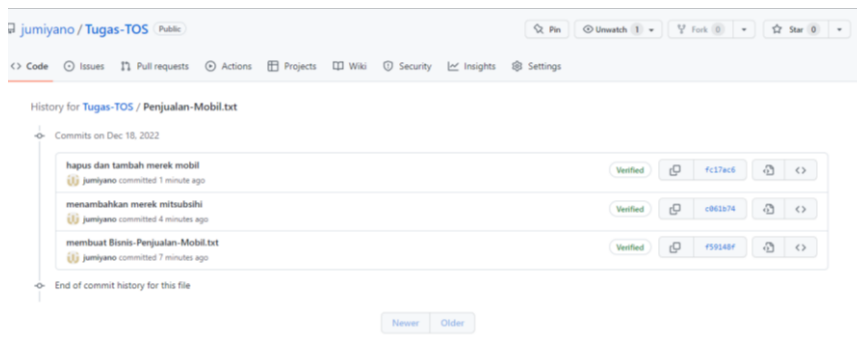 jumiyano / Tugas-TOS Public
Pin Unwatch 1 Fork 0 Star 0
Code Issues Pull requests Actions Projects Wiki Security Insights Settings
History for Tugas-TOS / Penjualan-Mobil.txt
Commits on Dec 18, 2022
hapus dan tambah merek mobil
Verified fc17ec6
jumiyano committed 1 minute ago
menambahkan merek mitsubsihi
Verified c061b74
jumiyano committed 4 minutes ago
membuat Bisnis-Penjualan-Mobil.txt
Verified f59148f
jumiyano committed 7 minutes ago
End of commit history for this file
Newer Older